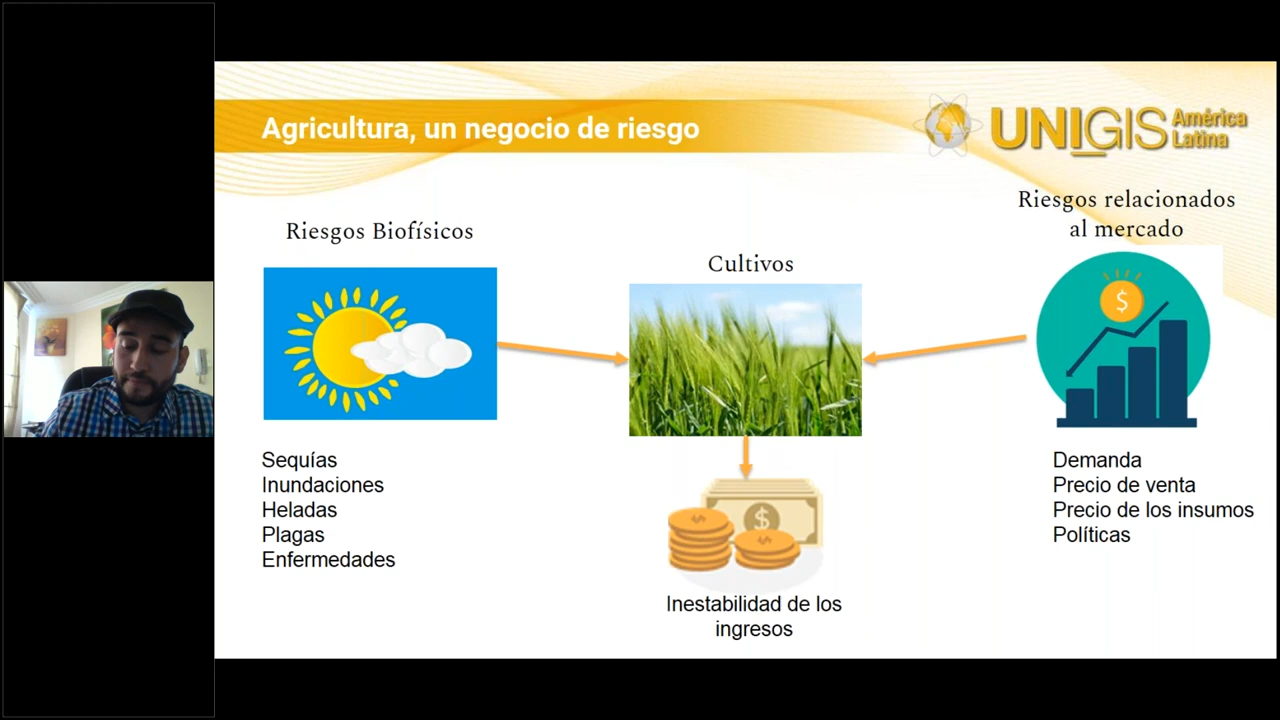 Agricultura, un negocio de riesgo
UNIGIS América
Latina
Riesgos Biofísicos
Sequías
Inundaciones
Heladas
Plagas
Enfermedades
Cultivos
$
$
Inestabilidad de los
ingresos
Riesgos relacionados
al mercado
$
Demanda
Precio de venta
Precio de los insumos
Políticas